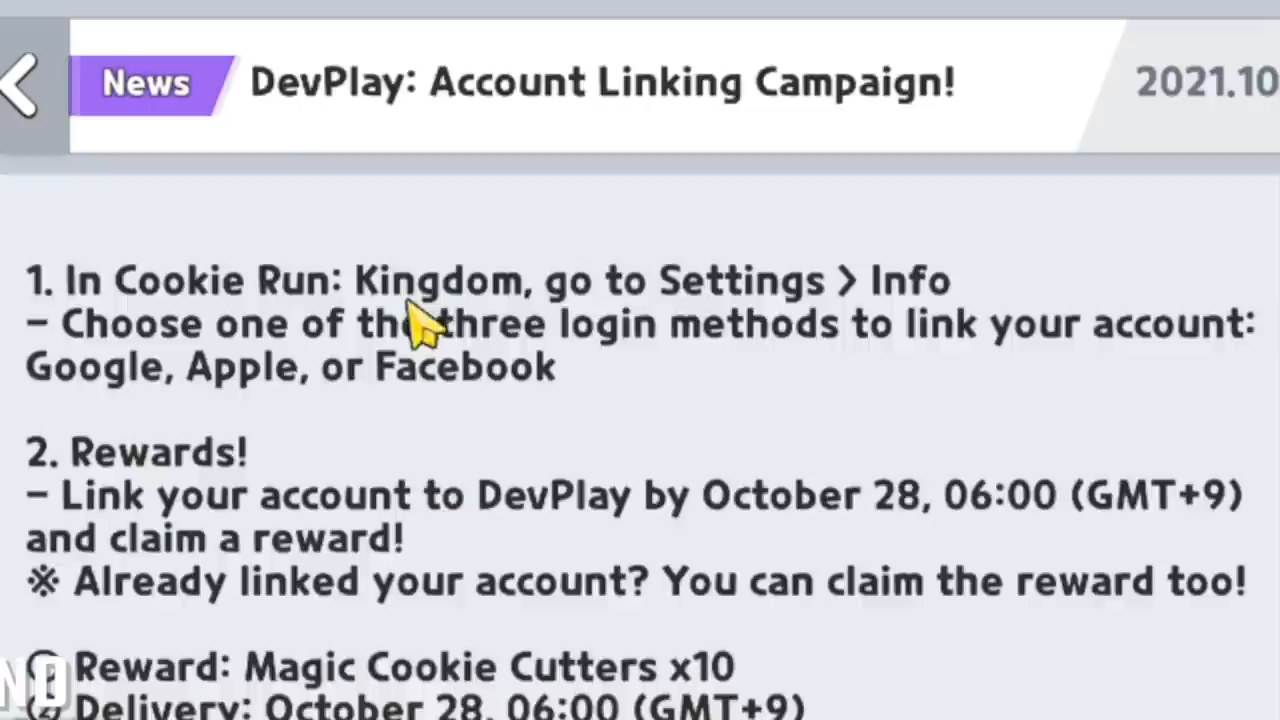 News
DevPlay: Account Linking Campaign!
2021.10
1. In Cookie Run: Kingdom, go to Settings > Info
– Choose one of the three login methods to link your account:
Google, Apple, or Facebook
2. Rewards!
– Link your account to DevPlay by October 28, 06:00 (GMT+9)
and claim a reward!
※ Already linked your account? You can claim the reward too!
Reward: Magic Cookie Cutters x10
② Delivery: October 28, 06:00 (GMT+9)
ND